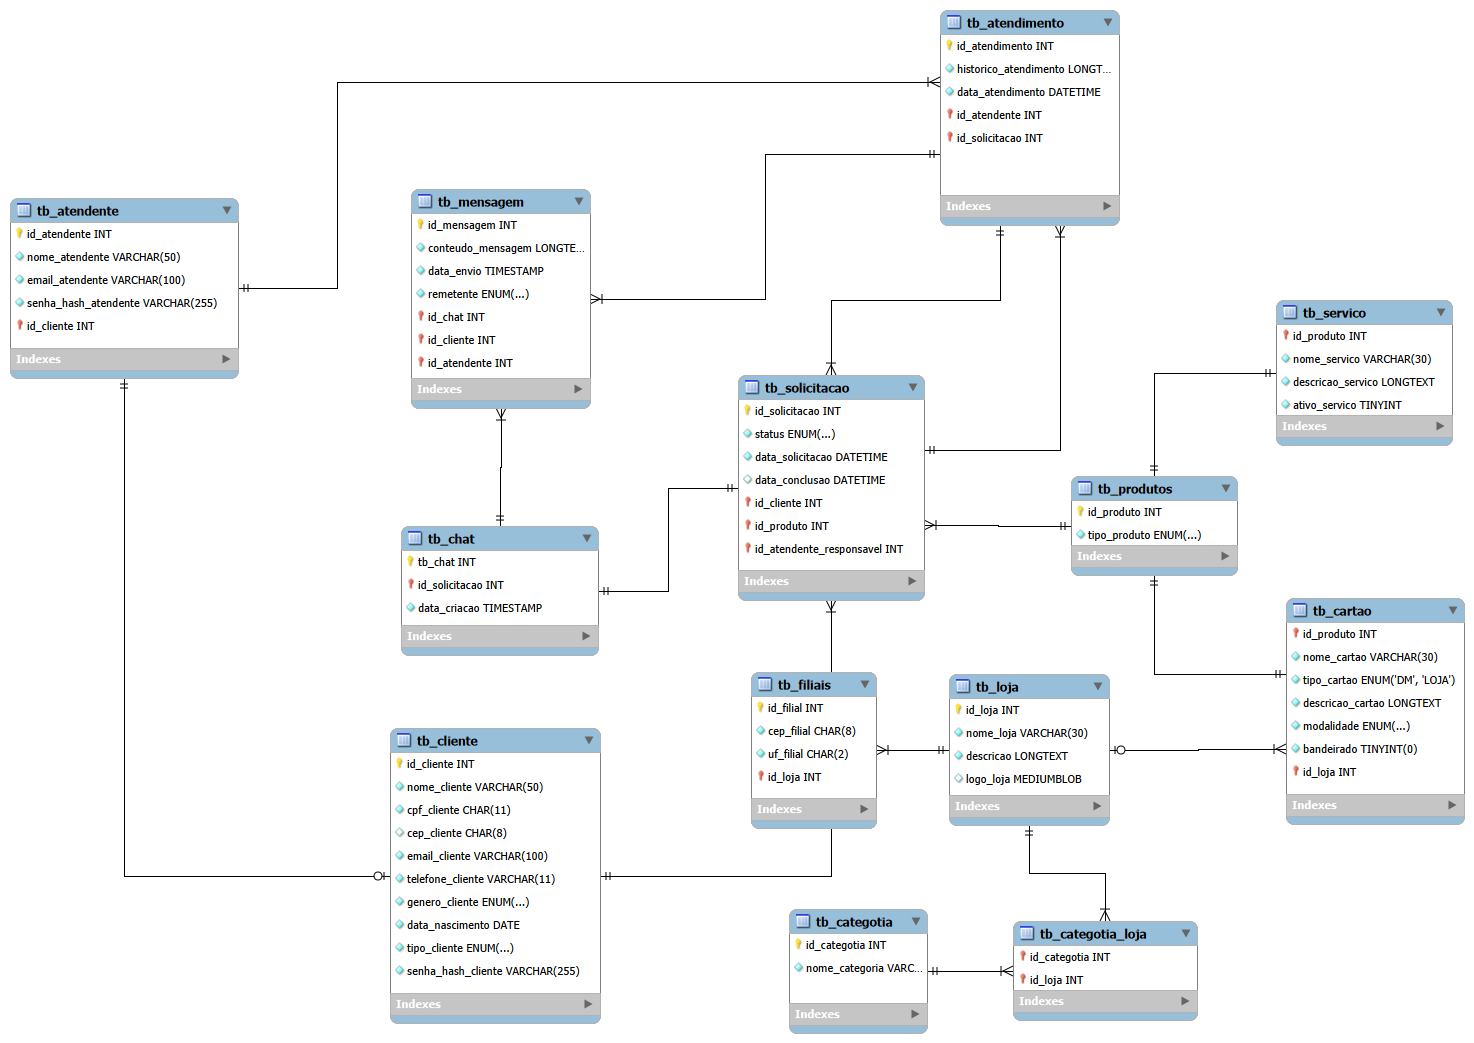 tb_atendimento
id_atendimento INT
historico_atendimento LONGT...
data_atendimento DATETIME
id_atendente INT
id_solicitacao INT
Indexes
tb_atendente
id_atendente INT
nome_atendente VARCHAR(50)
email_atendente VARCHAR(100)
senha_hash_atendente VARCHAR(255)
id_cliente INT
Indexes
tb_mensagem
id_mensagem INT
conteudo_mensagem LONGTE...
data_envio TIMESTAMP
remetente ENUM(...)
id_chat INT
id_cliente INT
id_atendente INT
Indexes
tb_servico
id_produto INT
nome_servico VARCHAR(30)
descricao_servico LONGTEXT
ativo_servico TINYINT
Indexes
tb_solicitacao
id_solicitacao INT
status ENUM(...)
data_solicitacao DATETIME
data_conclusao DATETIME
id_cliente INT
id_produto INT
id_atendente_responsavel INT
Indexes
tb_produtos
id_produto INT
tipo_produto ENUM(...)
Indexes
tb_chat
tb_chat INT
id_solicitacao INT
data_criacao TIMESTAMP
Indexes
tb_cartao
id_produto INT
nome_cartao VARCHAR(30)
tipo_cartao ENUM('DM', 'LOJA')
descricao_cartao LONGTEXT
modalidade ENUM(...)
bandeirado TINYINT(0)
id_loja INT
Indexes
tb_filiais
id_filial INT
cep_filial CHAR(8)
uf_filial CHAR(2)
id_loja INT
Indexes
tb_loja
id_loja INT
nome_loja VARCHAR(30)
descricao LONGTEXT
logo_loja MEDIUMBLOB
Indexes
tb_cliente
id_cliente INT
nome_cliente VARCHAR(50)
cpf_cliente CHAR(11)
cep_cliente CHAR(8)
email_cliente VARCHAR(100)
telefone_cliente VARCHAR(11)
genero_cliente ENUM(...)
data_nascimento DATE
tipo_cliente ENUM(...)
senha_hash_cliente VARCHAR(255)
Indexes
tb_categotia
id_categotia INT
nome_categoria VARC...
Indexes
tb_categotia_loja
id_categotia INT
id_loja INT
Indexes